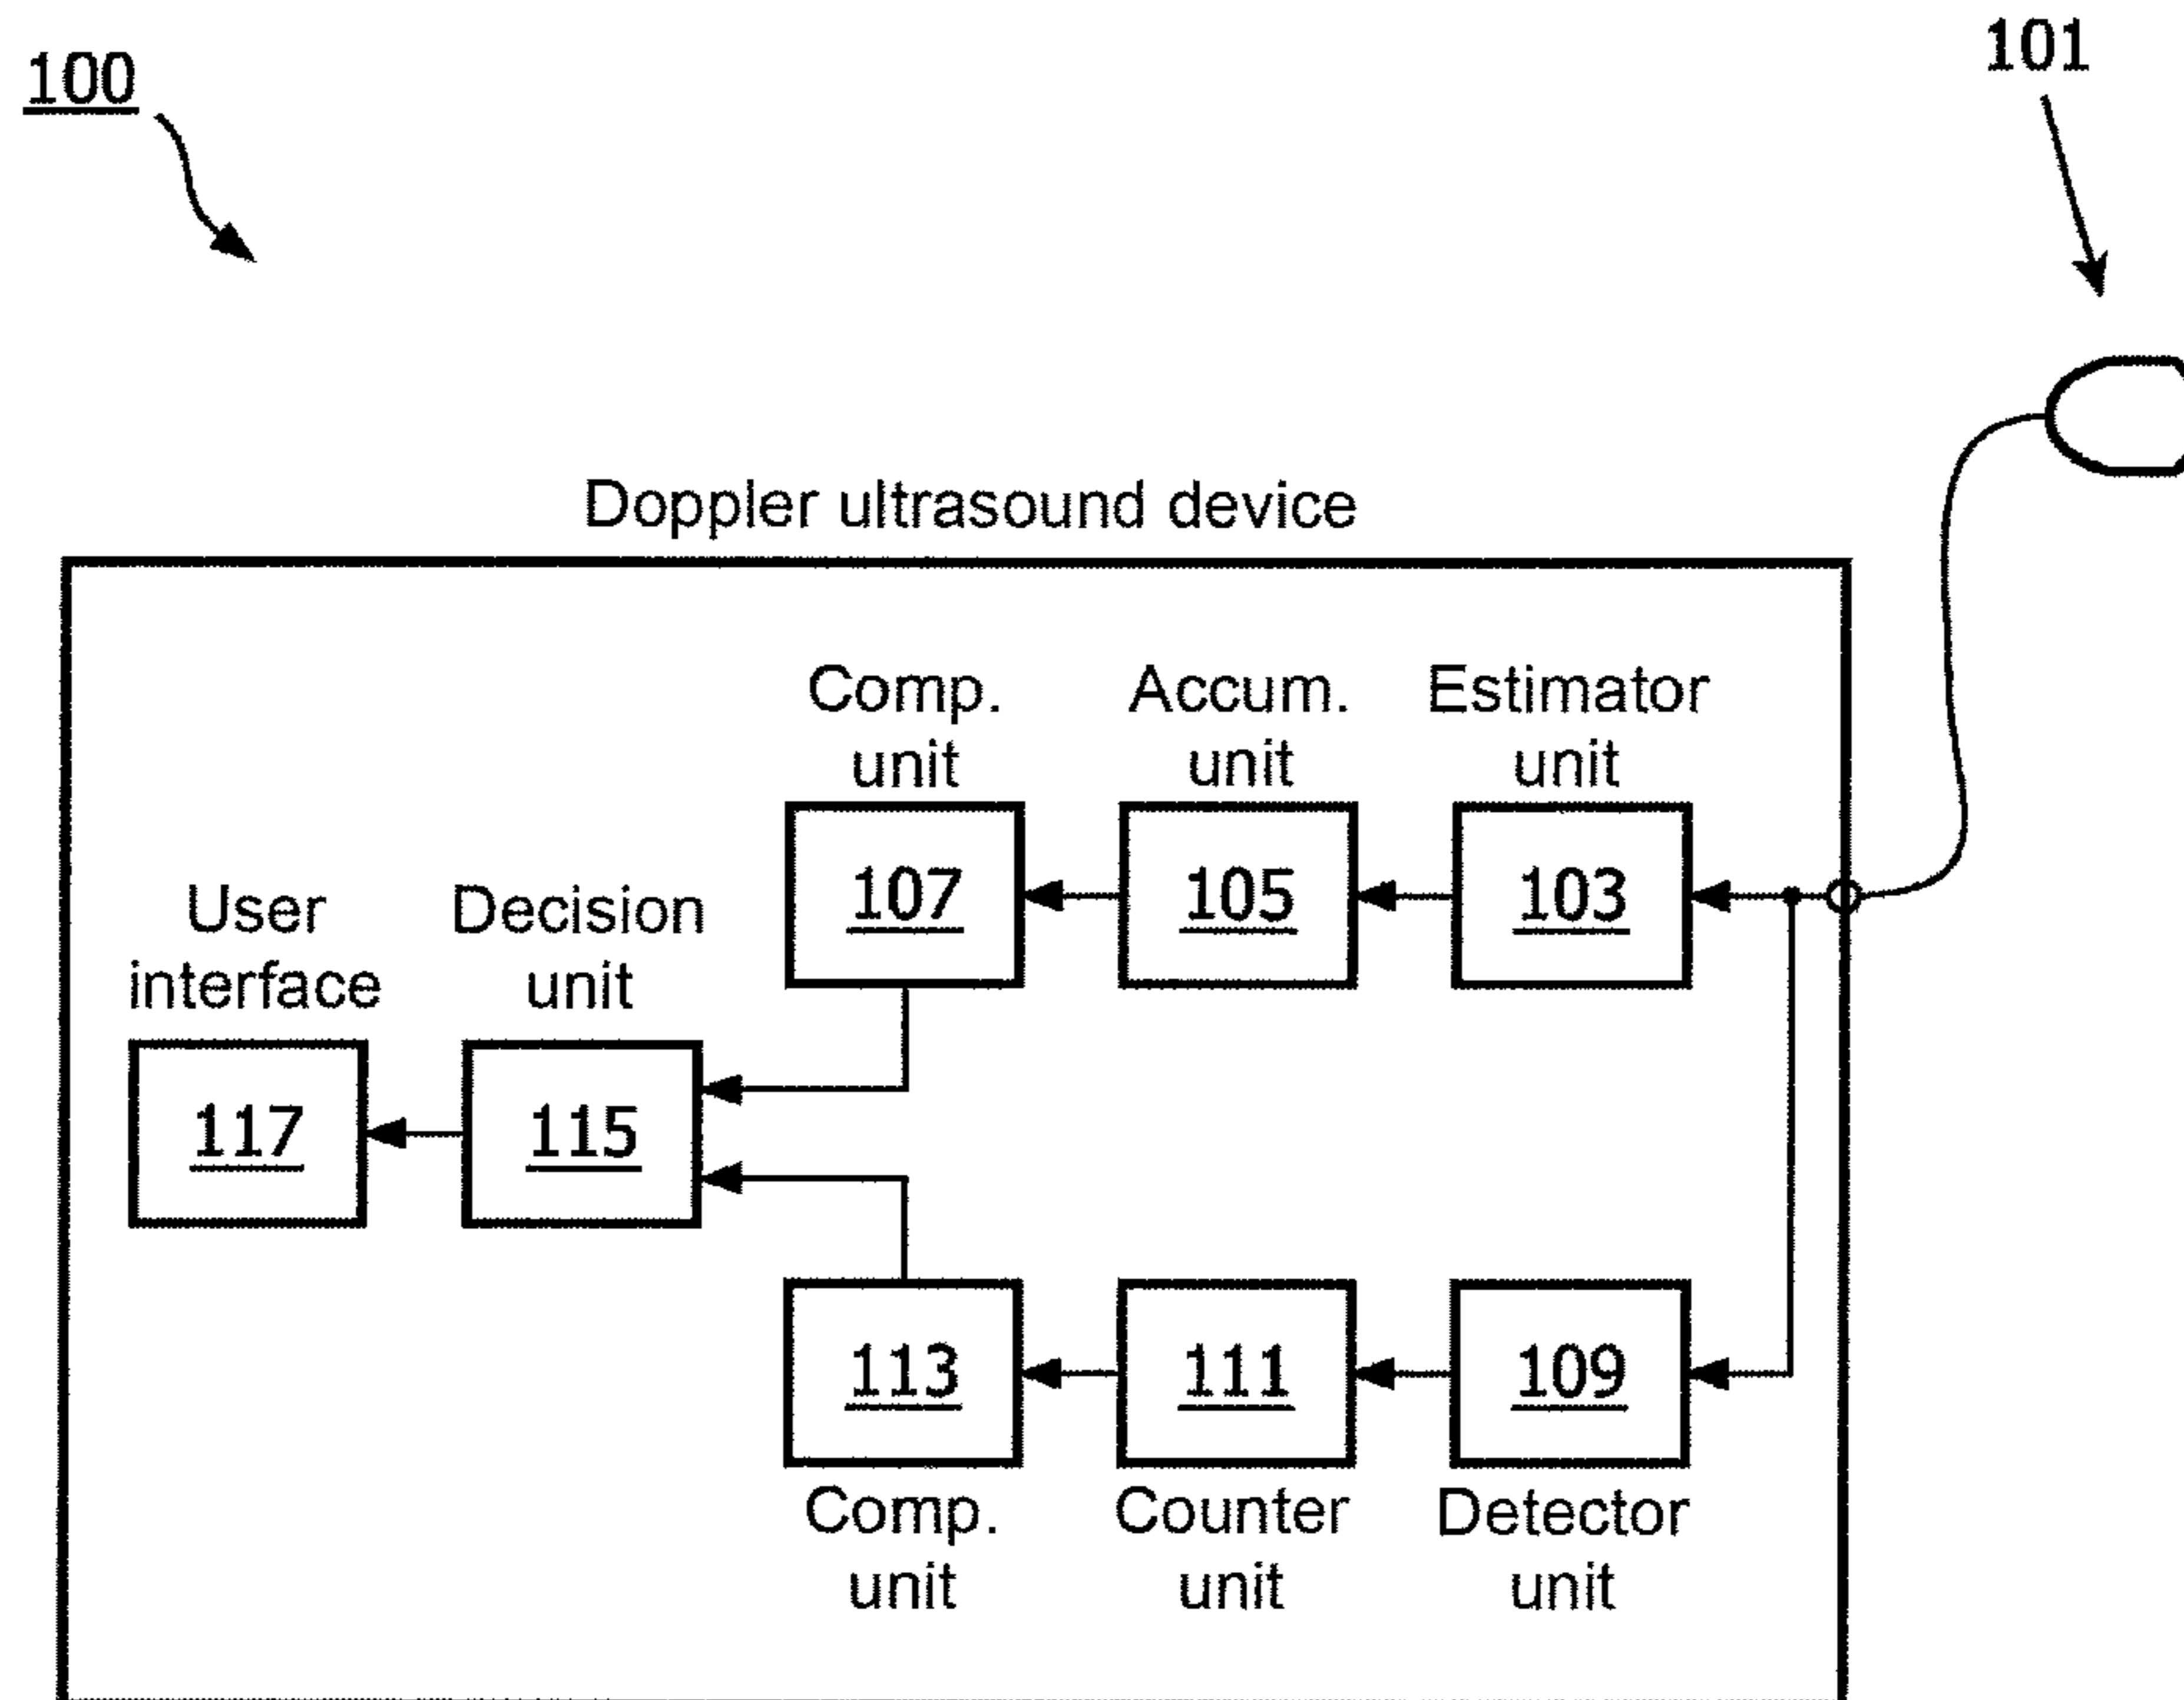 100
101
Doppler ultrasound device
Comp.
unit
Accum.
unit
Estimator
unit
107
105
103
User
interface
Decision
unit
117
115
113
111
109
Comp.
unit
Counter
unit
Detector
unit